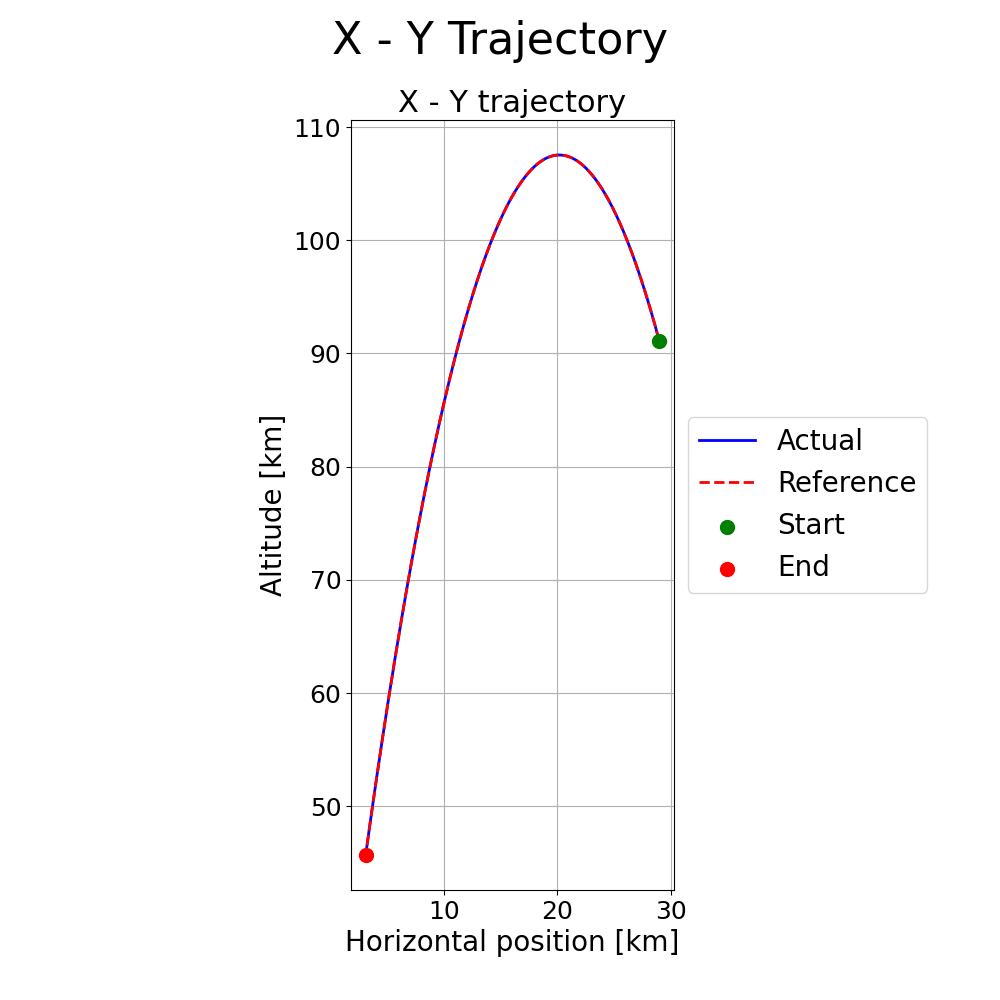 X - Y Trajectory
X - Y trajectory
110
100
90
80
70
60
50
Altitude [km]
10 20 30
Horizontal position [km]
Actual
Reference
Start
End